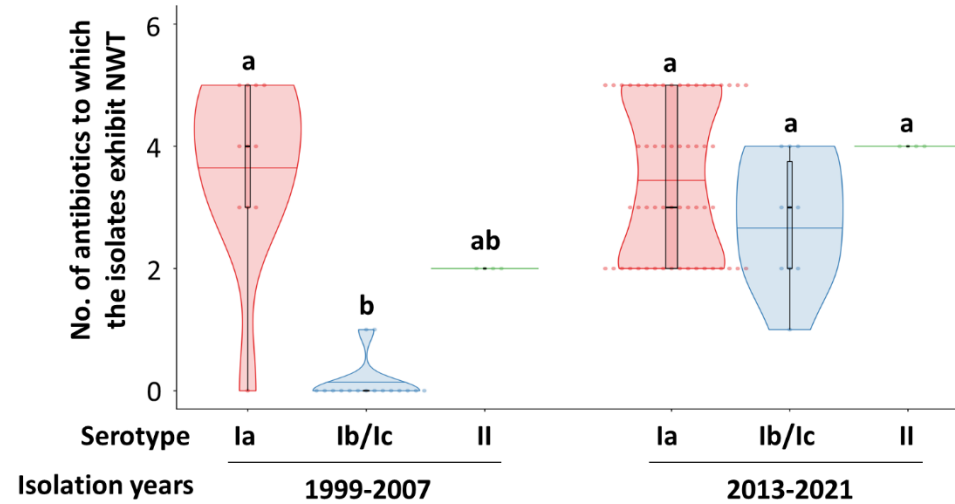 No. of antibiotics to which
the isolates exhibit NWT
6
4
2
0
a
b
ab
a
a
a
Serotype Ia Ib/Ic II Ia Ib/Ic II
Isolation years 1999-2007 2013-2021